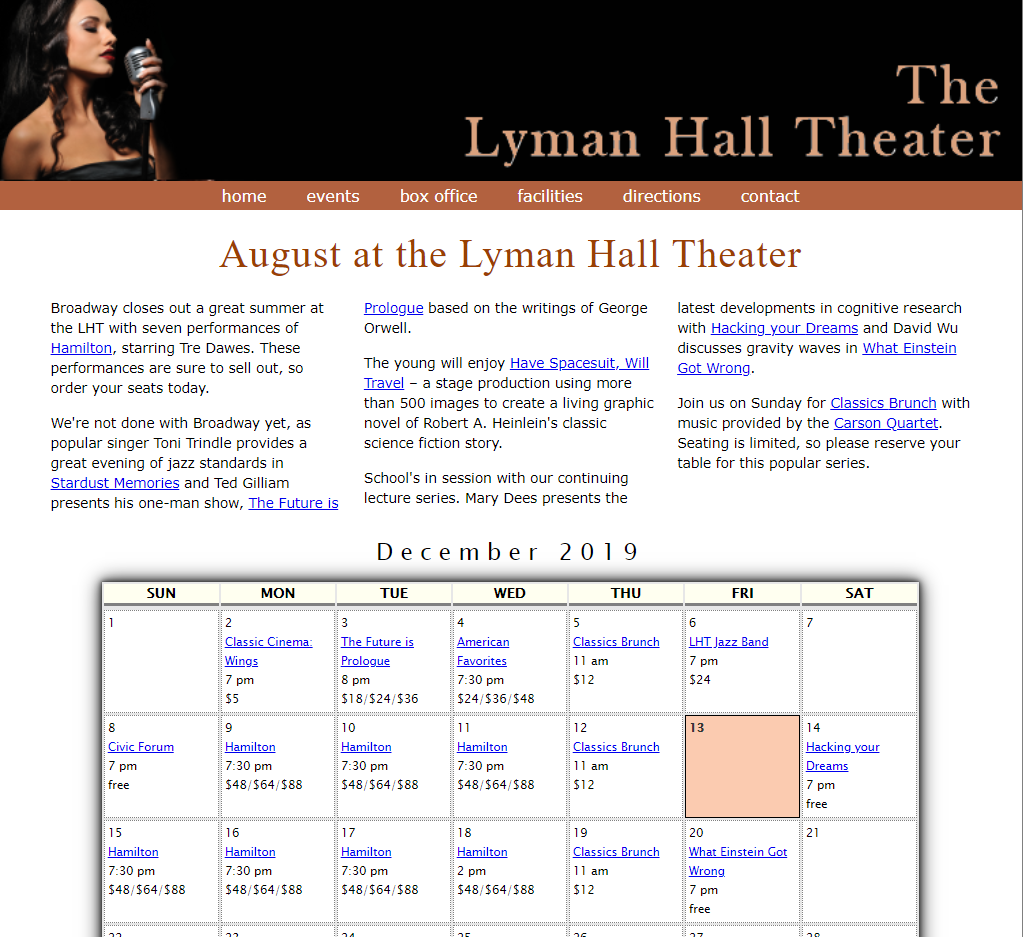 The
Lyman Hall Theater
home events box office facilities directions contact
August at the Lyman Hall Theater
Broadway closes out a great summer at
the LHT with seven performances of
Hamilton, starring Tre Dawes. These
performances are sure to sell out, so
order your seats today.
We're not done with Broadway yet, as
popular singer Toni Trindle provides a
great evening of jazz standards in
Stardust Memories and Ted Gilliam
presents his one-man show, The Future is
Prologue based on the writings of George
Orwell.
The young will enjoy Have Spacesuit, Will
Travel – a stage production using more
than 500 images to create a living graphic
novel of Robert A. Heinlein's classic
science fiction story.
School's in session with our continuing
lecture series. Mary Dees presents the
latest developments in cognitive research
with Hacking your Dreams and David Wu
discusses gravity waves in What Einstein
Got Wrong.
Join us on Sunday for Classics Brunch with
music provided by the Carson Quartet.
Seating is limited, so please reserve your
table for this popular series.
December 2019
SUN MON TUE WED THU FRI SAT
1
2
Classic Cinema:
Wings
7 pm
$5
3
The Future is
Prologue
8 pm
$18/$24/$36
4
American
Favorites
7:30 pm
$24/$36/$48
5
Classics Brunch
11 am
$12
6
LHT Jazz Band
7 pm
$24
7
8
Civic Forum
7 pm
free
9
Hamilton
7:30 pm
$48/$64/$88
10
Hamilton
7:30 pm
$48/$64/$88
11
Hamilton
7:30 pm
$48/$64/$88
12
Classics Brunch
11 am
$12
13
14
Hacking your
Dreams
7 pm
free
15
Hamilton
7:30 pm
$48/$64/$88
16
Hamilton
7:30 pm
$48/$64/$88
17
Hamilton
7:30 pm
$48/$64/$88
18
Hamilton
2 pm
$48/$64/$88
19
Classics Brunch
11 am
$12
20
What Einstein Got
Wrong
7 pm
free
21
22 23 24 25 26 27 28